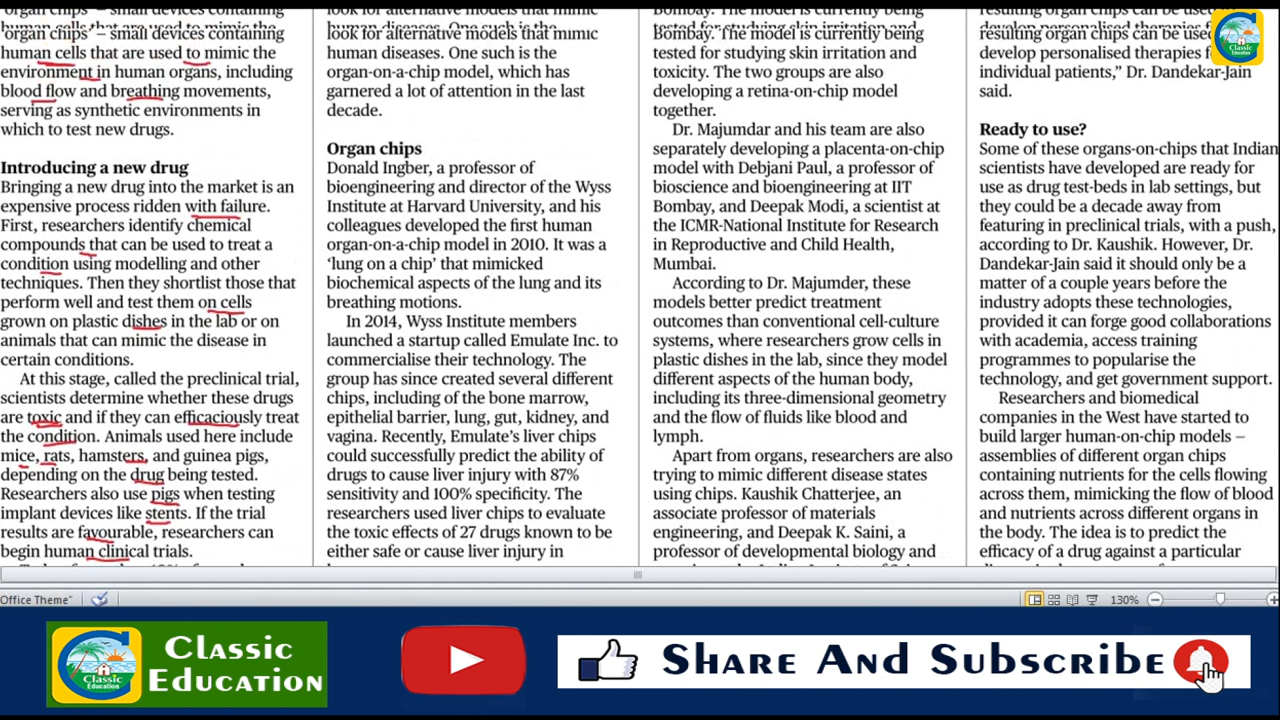 'organ chips' – small devices containing
human cells that are used to mimic the
environment in human organs, including
blood flow and breathing movements,
serving as synthetic environments in
which to test new drugs.
Introducing a new drug
Bringing a new drug into the market is an
expensive process ridden with failure.
First, researchers identify chemical
compounds that can be used to treat a
condition using modelling and other
techniques. Then they shortlist those that
perform well and test them on cells
grown on plastic dishes in the lab or on
animals that can mimic the disease in
certain conditions.
At this stage, called the preclinical trial,
scientists determine whether these drugs
are toxic and if they can efficaciously treat
the condition. Animals used here include
mice, rats, hamsters, and guinea pigs,
depending on the drug being tested.
Researchers also use pigs when testing
implant devices like stents. If the trial
results are favourable, researchers can
begin human clinical trials.
look for alternative models that mimic
human diseases. One such is the
organ-on-a-chip model, which has
garnered a lot of attention in the last
decade.
Organ chips
Donald Ingber, a professor of
bioengineering and director of the Wyss
Institute at Harvard University, and his
colleagues developed the first human
organ-on-a-chip model in 2010. It was a
'lung on a chip' that mimicked
biochemical aspects of the lung and its
breathing motions.
In 2014, Wyss Institute members
launched a startup called Emulate Inc. to
commercialise their technology. The
group has since created several different
chips, including of the bone marrow,
epithelial barrier, lung, gut, kidney, and
vagina. Recently, Emulate's liver chips
could successfully predict the ability of
drugs to cause liver injury with 87%
sensitivity and 100% specificity. The
researchers used liver chips to evaluate
the toxic effects of 27 drugs known to be
either safe or cause liver injury in
Bombay. The model is currently being
tested for studying skin irritation and
toxicity. The two groups are also
developing a retina-on-chip model
together.
Dr. Majumdar and his team are also
separately developing a placenta-on-chip
model with Debjani Paul, a professor of
bioscience and bioengineering at IIT
Bombay, and Deepak Modi, a scientist at
the ICMR-National Institute for Research
in Reproductive and Child Health,
Mumbai.
According to Dr. Majumder, these
models better predict treatment
outcomes than conventional cell-culture
systems, where researchers grow cells in
plastic dishes in the lab, since they model
different aspects of the human body,
including its three-dimensional geometry
and the flow of fluids like blood and
lymph.
Apart from organs, researchers are also
trying to mimic different disease states
using chips. Kaushik Chatterjee, an
associate professor of materials
engineering, and Deepak K. Saini, a
professor of developmental biology and
resulting organ chips can be used
develop personalised therapies
individual patients," Dr. Dandekar-Jain
said.
Ready to use?
Some of these organs-on-chips that Indian
scientists have developed are ready for
use as drug test-beds in lab settings, but
they could be a decade away from
featuring in preclinical trials, with a push,
according to Dr. Kaushik. However, Dr.
Dandekar-Jain said it should only be a
matter of a couple years before the
industry adopts these technologies,
provided it can forge good collaborations
with academia, access training
programmes to popularise the
technology, and get government support.
Researchers and biomedical
companies in the West have started to
build larger human-on-chip models –
assemblies of different organ chips
containing nutrients for the cells flowing
across them, mimicking the flow of blood
and nutrients across different organs in
the body. The idea is to predict the
efficacy of a drug against a particular
Classic
Education
Office Theme"
130%
Classic
Education
Classic
Education
Share And Subscribe